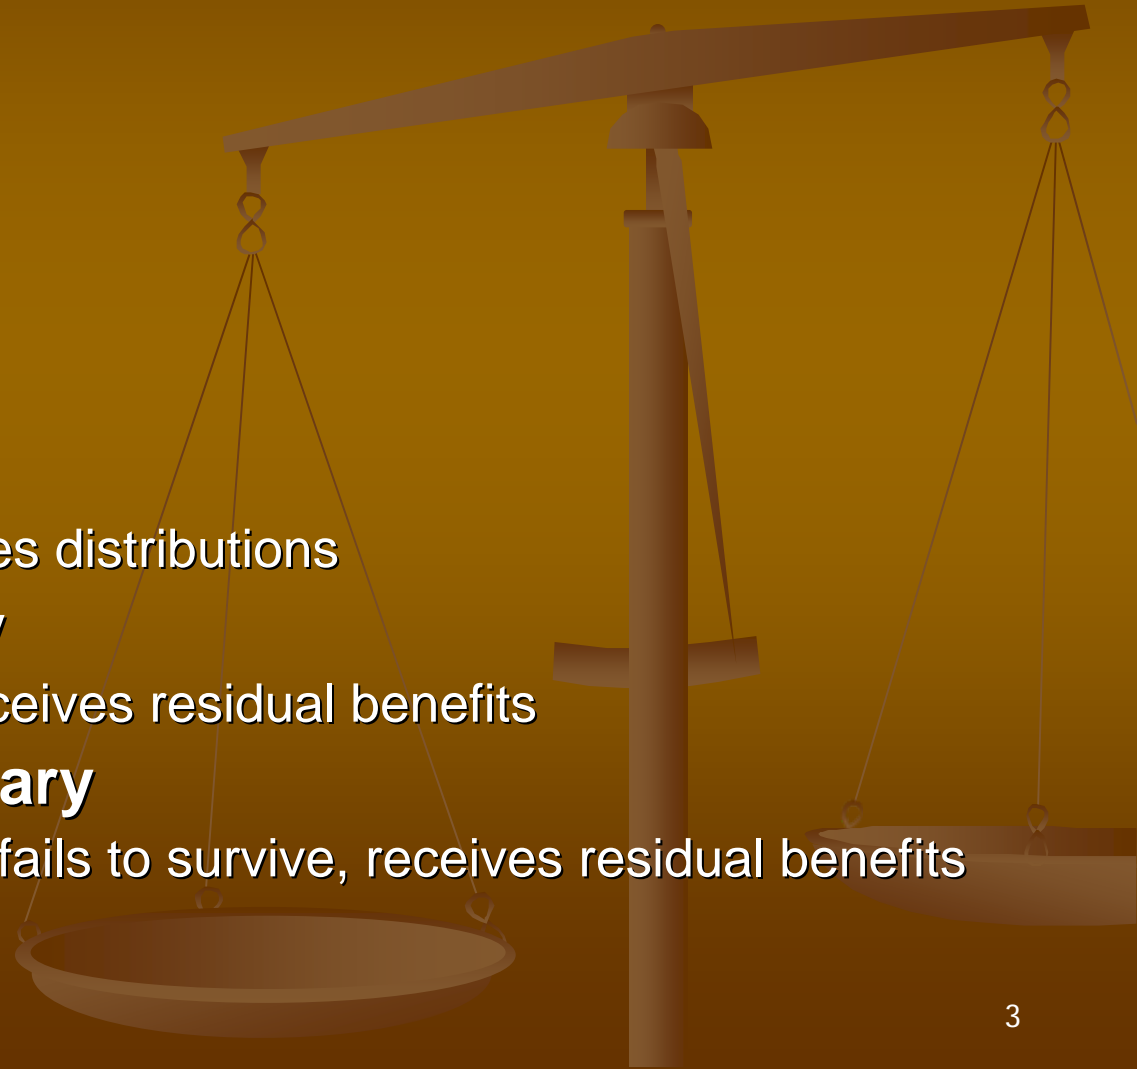 es distributions
y
ceives residual benefits
ary
fails to survive, receives residual benefits
3